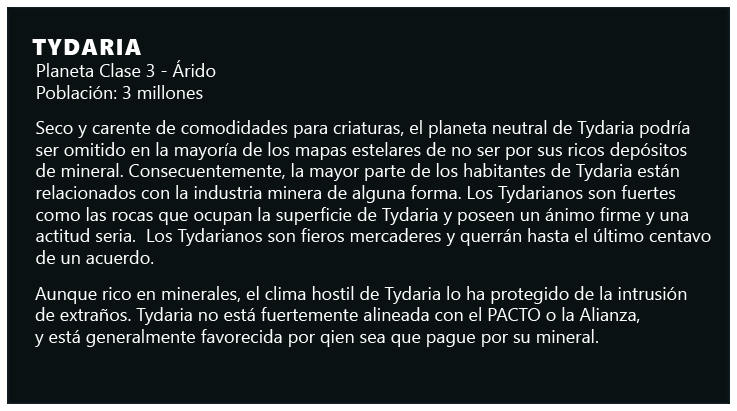 TYDARIA
Planeta Clase 3 - Árido
Población: 3 millones
Seco y carente de comodidades para criaturas, el planeta neutral de Tydaria podría
ser omitido en la mayoría de los mapas estelares de no ser por sus ricos depósitos
de mineral. Consecuentemente, la mayor parte de los habitantes de Tydaria están
relacionados con la industria minera de alguna forma. Los Tydarianos son fuertes
como las rocas que ocupan la superficie de Tydaria y poseen un ánimo firme y una
actitud seria.  Los Tydarianos son fieros mercaderes y querrán hasta el último centavo
de un acuerdo.
Aunque rico en minerales, el clima hostil de Tydaria lo ha protegido de la intrusión
de extraños. Tydaria no está fuertemente alineada con el PACTO o la Alianza,
y está generalmente favorecida por qien sea que pague por su mineral.